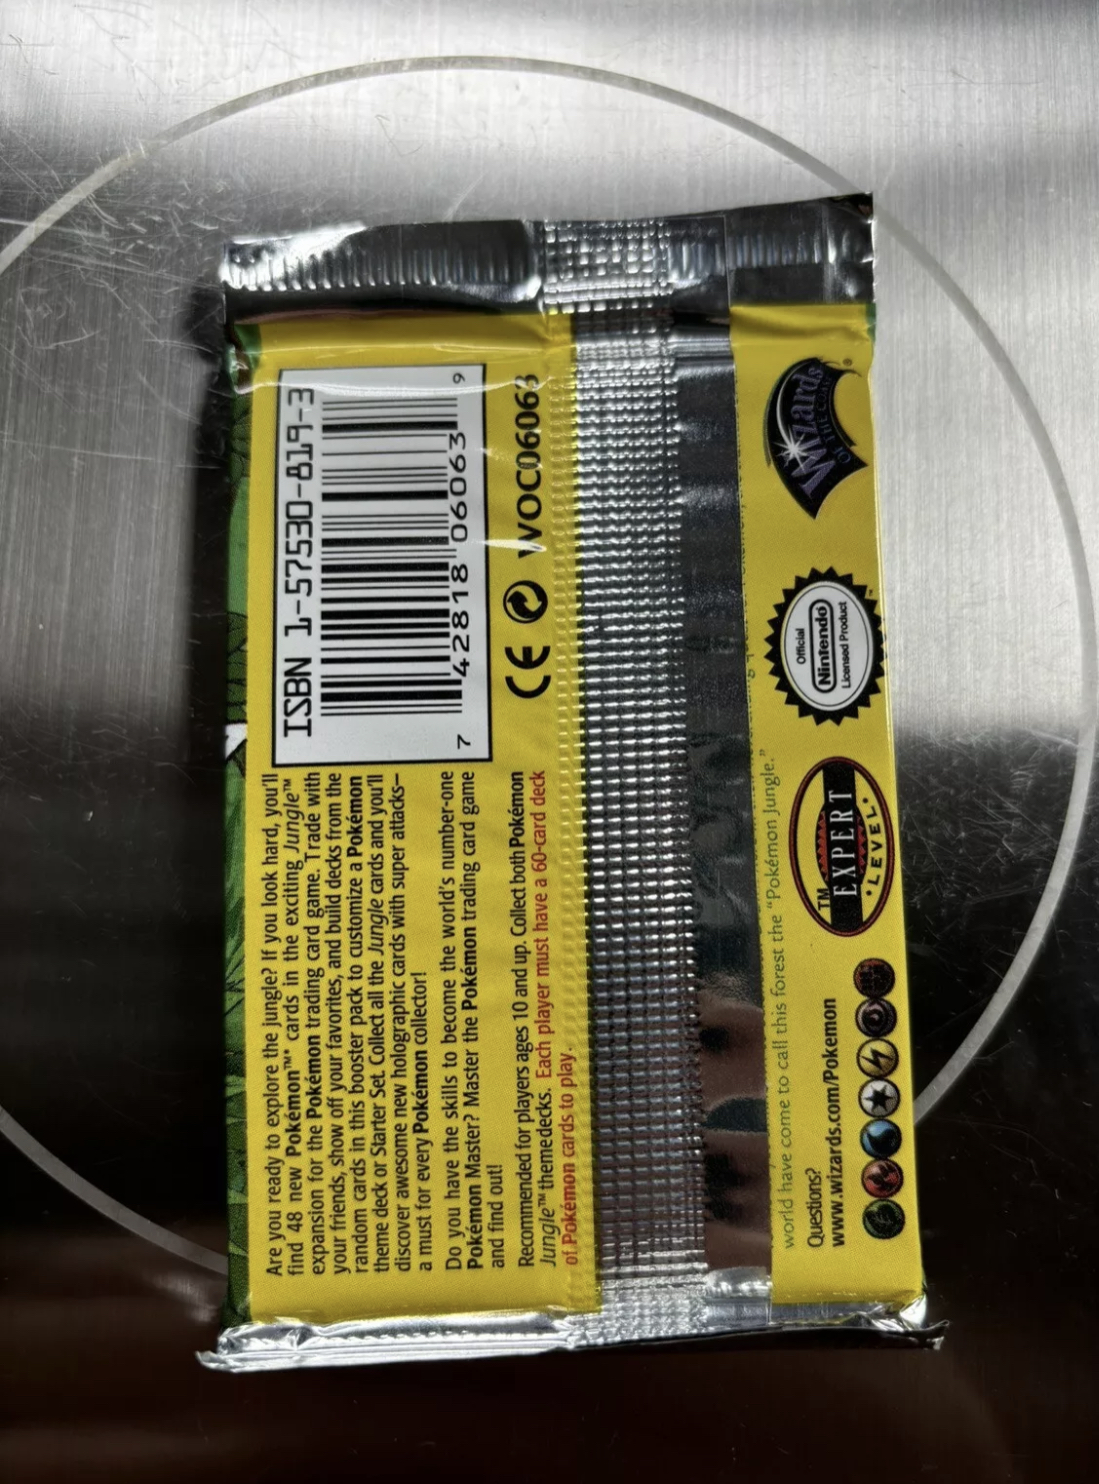 Are you ready to explore the jungle? If you look hard, you'll
find 48 new Pokémon™* cards in the exciting Jungle™
expansion for the Pokémon trading card game. Trade with
your friends, show off your favorites, and build decks from the
random cards in this booster pack to customize a Pokémon
theme deck or Starter Set. Collect all the Jungle cards and you'll
discover awesome new holographic cards with super attacks–
a must for every Pokémon collector!
Do you have the skills to become the world's number-one
Pokémon Master? Master the Pokémon trading card game
and find out!
Recommended for players ages 10 and up. Collect both Pokémon
Jungle™ theme decks. Each player must have a 60-card deck
of Pokémon cards to play.
ISBN 1-57530-819-3
7 42818 06063 9
CE WOC06063
world have come to call this forest the "Pokémon Jungle."
Questions?
www.wizards.com/Pokemon
TM
EXPERT
LEVEL
Official
Nintendo
Licensed Product
™
Wizards
OF THE COAST
®